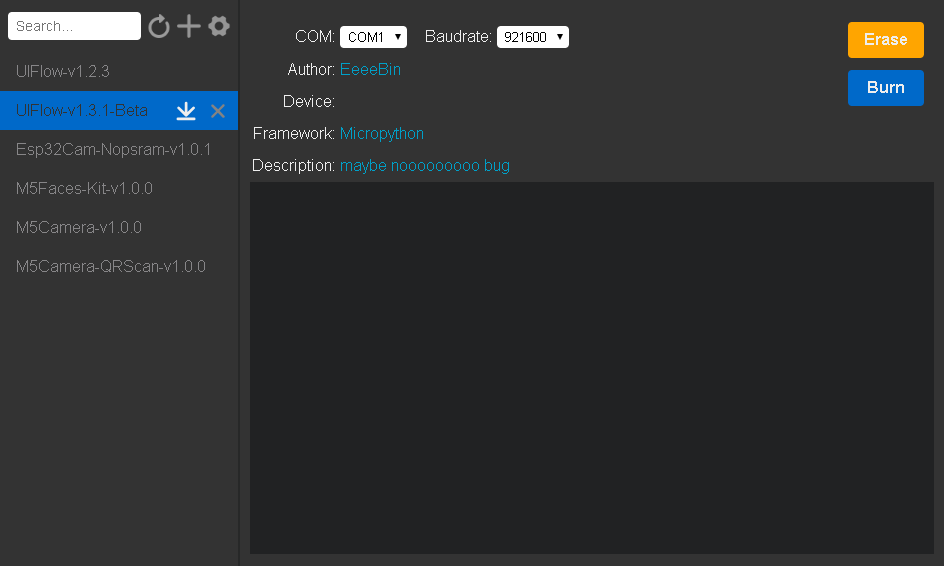 Search...
UIFlow-v1.2.3
UIFlow-v1.3.1-Beta
Esp32Cam-Nopsram-v1.0.1
M5Faces-Kit-v1.0.0
M5Camera-v1.0.0
M5Camera-QRScan-v1.0.0
COM: COM1 Baudrate: 921600
Author: EeeeBin
Device:
Framework: Micropython
Description: maybe nooooooooo bug
Erase
Burn